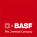 BASF
The Chemical Company